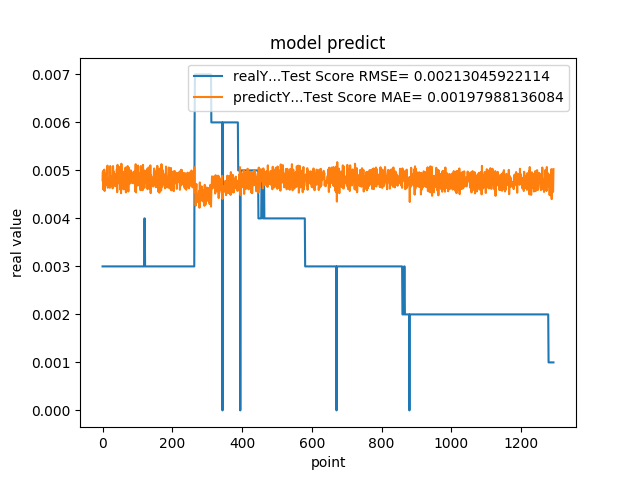 model predict
realY...Test Score RMSE= 0.00213045922114
predictY...Test Score MAE= 0.00197988136084
real value
0.007
0.006
0.005
0.004
0.003
0.002
0.001
0.000
0 200 400 600 800 1000 1200
point